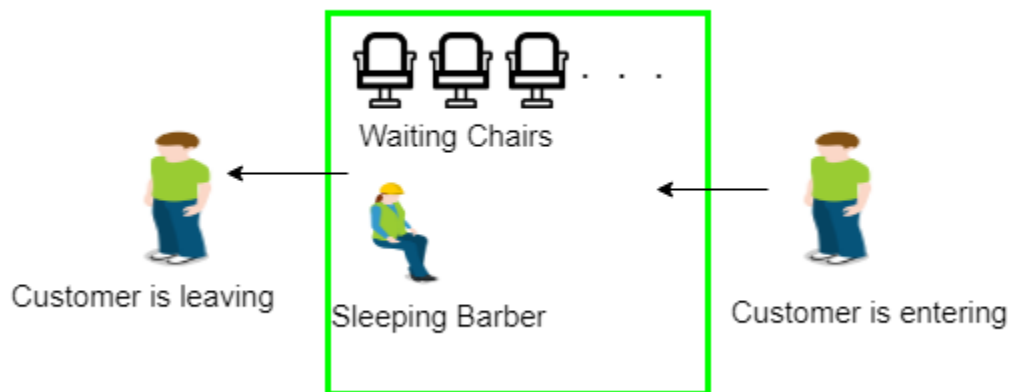 . . .
Waiting Chairs
Customer is leaving
Sleeping Barber
Customer is entering